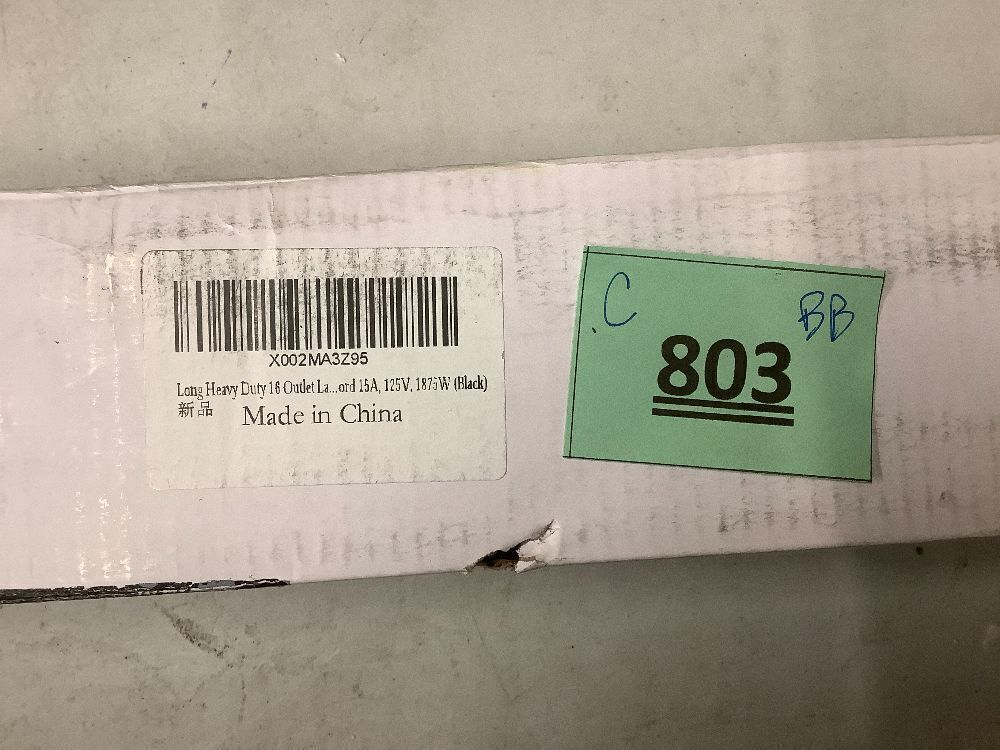 X002MA3Z95
Long Heavy Duty 16 Outlet La...ord 15A, 125V, 1875W (Black)
新品
Made in China
C
BB
803